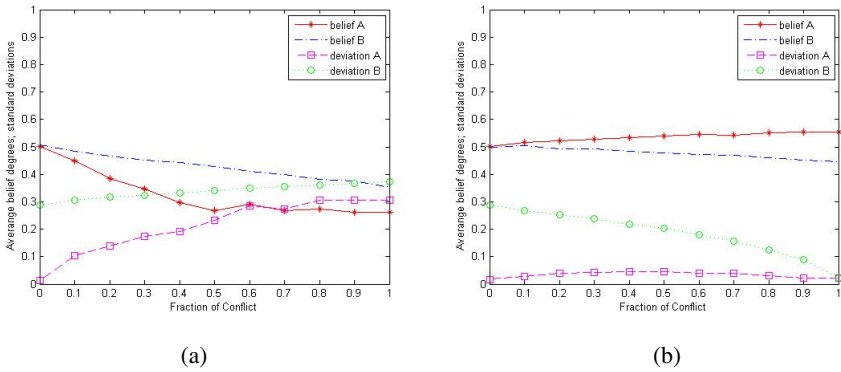 Averange belief degrees; standard deviations
1
0.9
0.8
0.7
0.6
0.5
0.4
0.3
0.2
0.1
0
0 0.1 0.2 0.3 0.4 0.5 0.6 0.7 0.8 0.9 1
Fraction of Conflict
belief A
belief B
deviation A
deviation B
(a)
Averange belief degrees; standard deviations
1
0.9
0.8
0.7
0.6
0.5
0.4
0.3
0.2
0.1
0
0 0.1 0.2 0.3 0.4 0.5 0.6 0.7 0.8 0.9 1
Fraction of Conflict
belief A
belief B
deviation A
deviation B
(b)